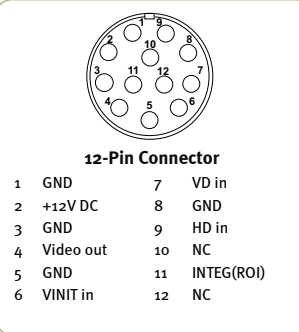 1 9
2 8
10
3 11 12 7
4 6
5
12-Pin Connector
1 GND 7 VD in
2 +12V DC 8 GND
3 GND 9 HD in
4 Video out 10 NC
5 GND 11 INTEG(ROI)
6 VINIT in 12 NC